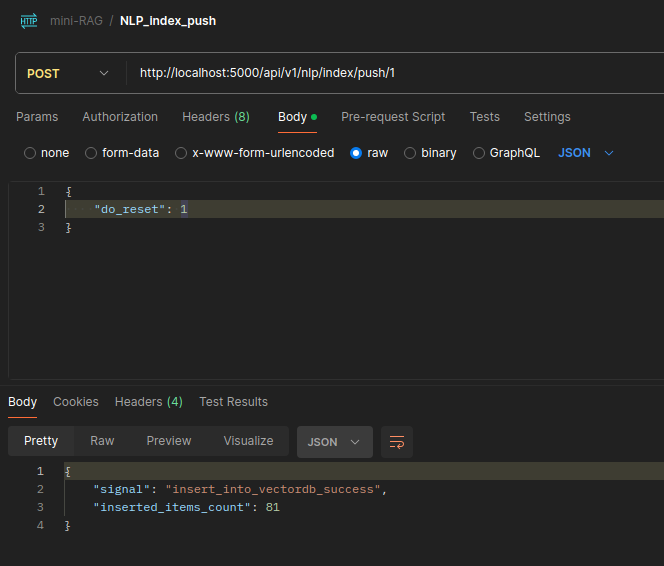 HTTP mini-RAG / NLP_index_push
POST http://localhost:5000/api/v1/nlp/index/push/1
Params Authorization Headers (8) Body Pre-request Script Tests Settings
none form-data x-www-form-urlencoded raw binary GraphQL JSON
1 {
2 "do_reset": 1
3 }
Body Cookies Headers (4) Test Results
Pretty Raw Preview Visualize JSON
1 {
2 "signal": "insert_into_vectordb_success",
3 "inserted_items_count": 81
4 }